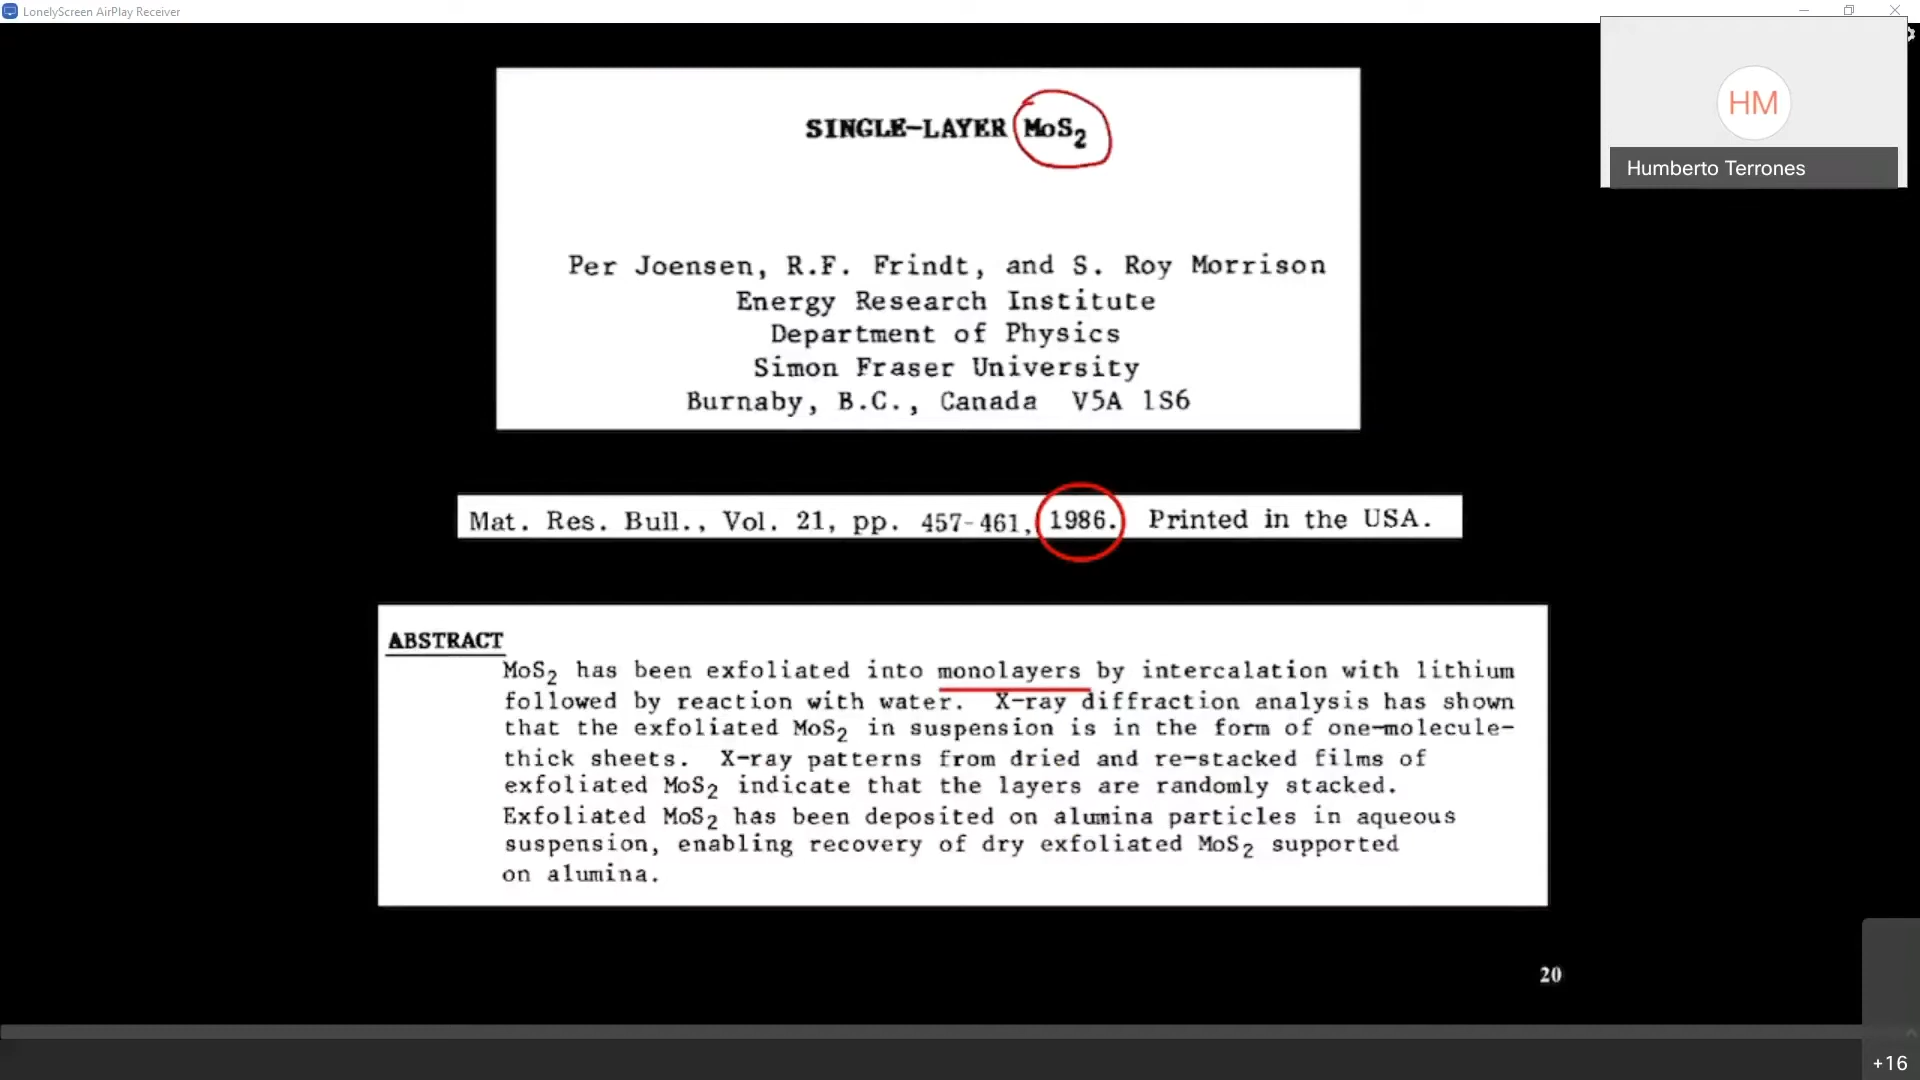 LonelyScreen AirPlay Receiver
HM
Humberto Terrones
SINGLE-LAYER MoS2
Per Joensen, R.F. Frindt, and S. Roy Morrison
Energy Research Institute
Department of Physics
Simon Fraser University
Burnaby, B.C., Canada V5A 1S6
Mat. Res. Bull., Vol. 21, pp. 457-461, 1986. Printed in the USA.
ABSTRACT
MoS2 has been exfoliated into monolayers by intercalation with lithium
followed by reaction with water. X-ray diffraction analysis has shown
that the exfoliated MoS2 in suspension is in the form of one-molecule-
thick sheets. X-ray patterns from dried and re-stacked films of
exfoliated MoS2 indicate that the layers are randomly stacked.
Exfoliated MoS2 has been deposited on alumina particles in aqueous
suspension, enabling recovery of dry exfoliated MoS2 supported
on alumina.
20
+16